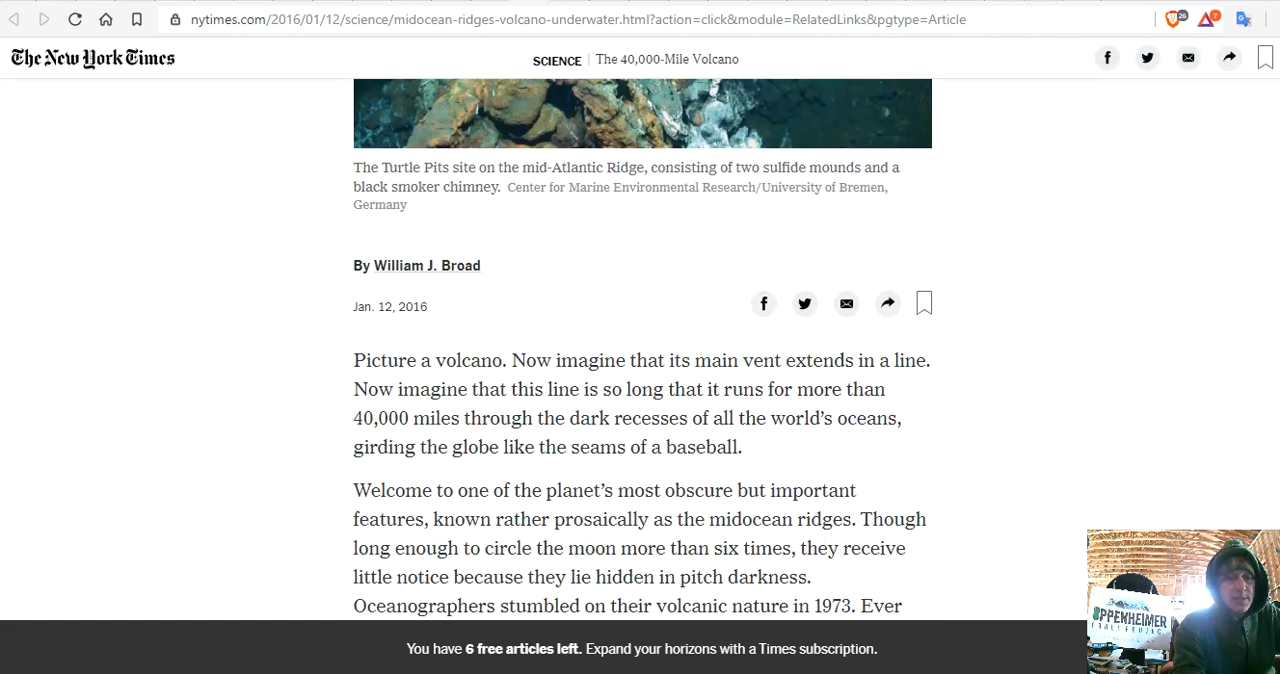 nytimes.com/2016/01/12/science/midocean-ridges-volcano-underwater.html?action=click&module=RelatedLinks&pgtype=Article
26
7
The New York Times
SCIENCE | The 40,000-Mile Volcano
The Turtle Pits site on the mid-Atlantic Ridge, consisting of two sulfide mounds and a
black smoker chimney. Center for Marine Environmental Research/University of Bremen,
Germany
By William J. Broad
Jan. 12, 2016
Picture a volcano. Now imagine that its main vent extends in a line.
Now imagine that this line is so long that it runs for more than
40,000 miles through the dark recesses of all the world’s oceans,
girding the globe like the seams of a baseball.
Welcome to one of the planet’s most obscure but important
features, known rather prosaically as the midocean ridges. Though
long enough to circle the moon more than six times, they receive
little notice because they lie hidden in pitch darkness.
Oceanographers stumbled on their volcanic nature in 1973. Ever
You have 6 free articles left. Expand your horizons with a Times subscription.
OPPENHEIMER